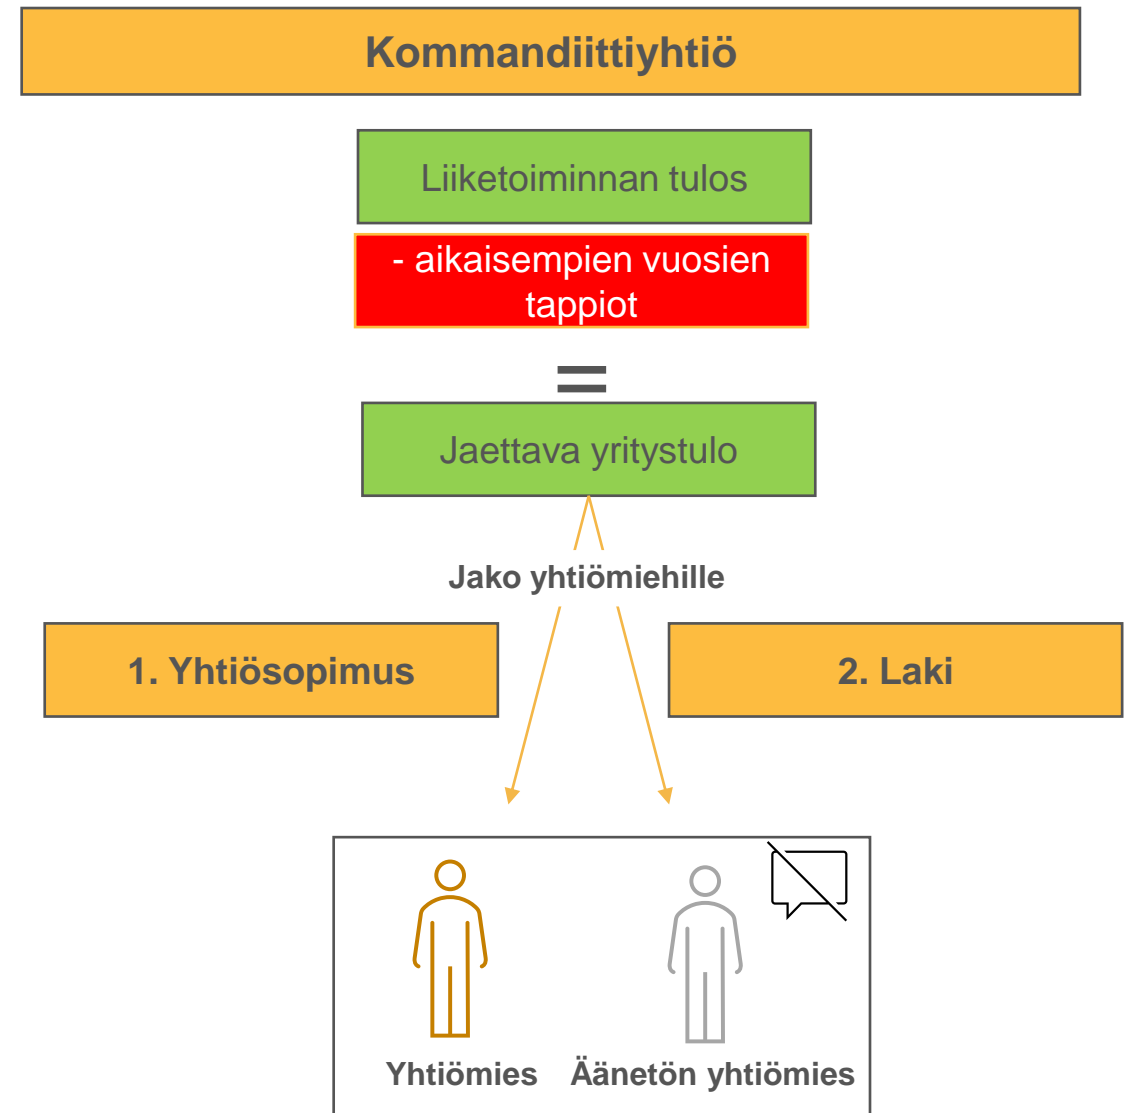 Kommandiittiyhtiö
Liiketoiminnan tulos
- aikaisempien vuosien
tappiot
=
Jaettava yritystulo
Jako yhtiömiehille
1. Yhtiösopimus
2. Laki
Yhtiömies
Äänetön yhtiömies